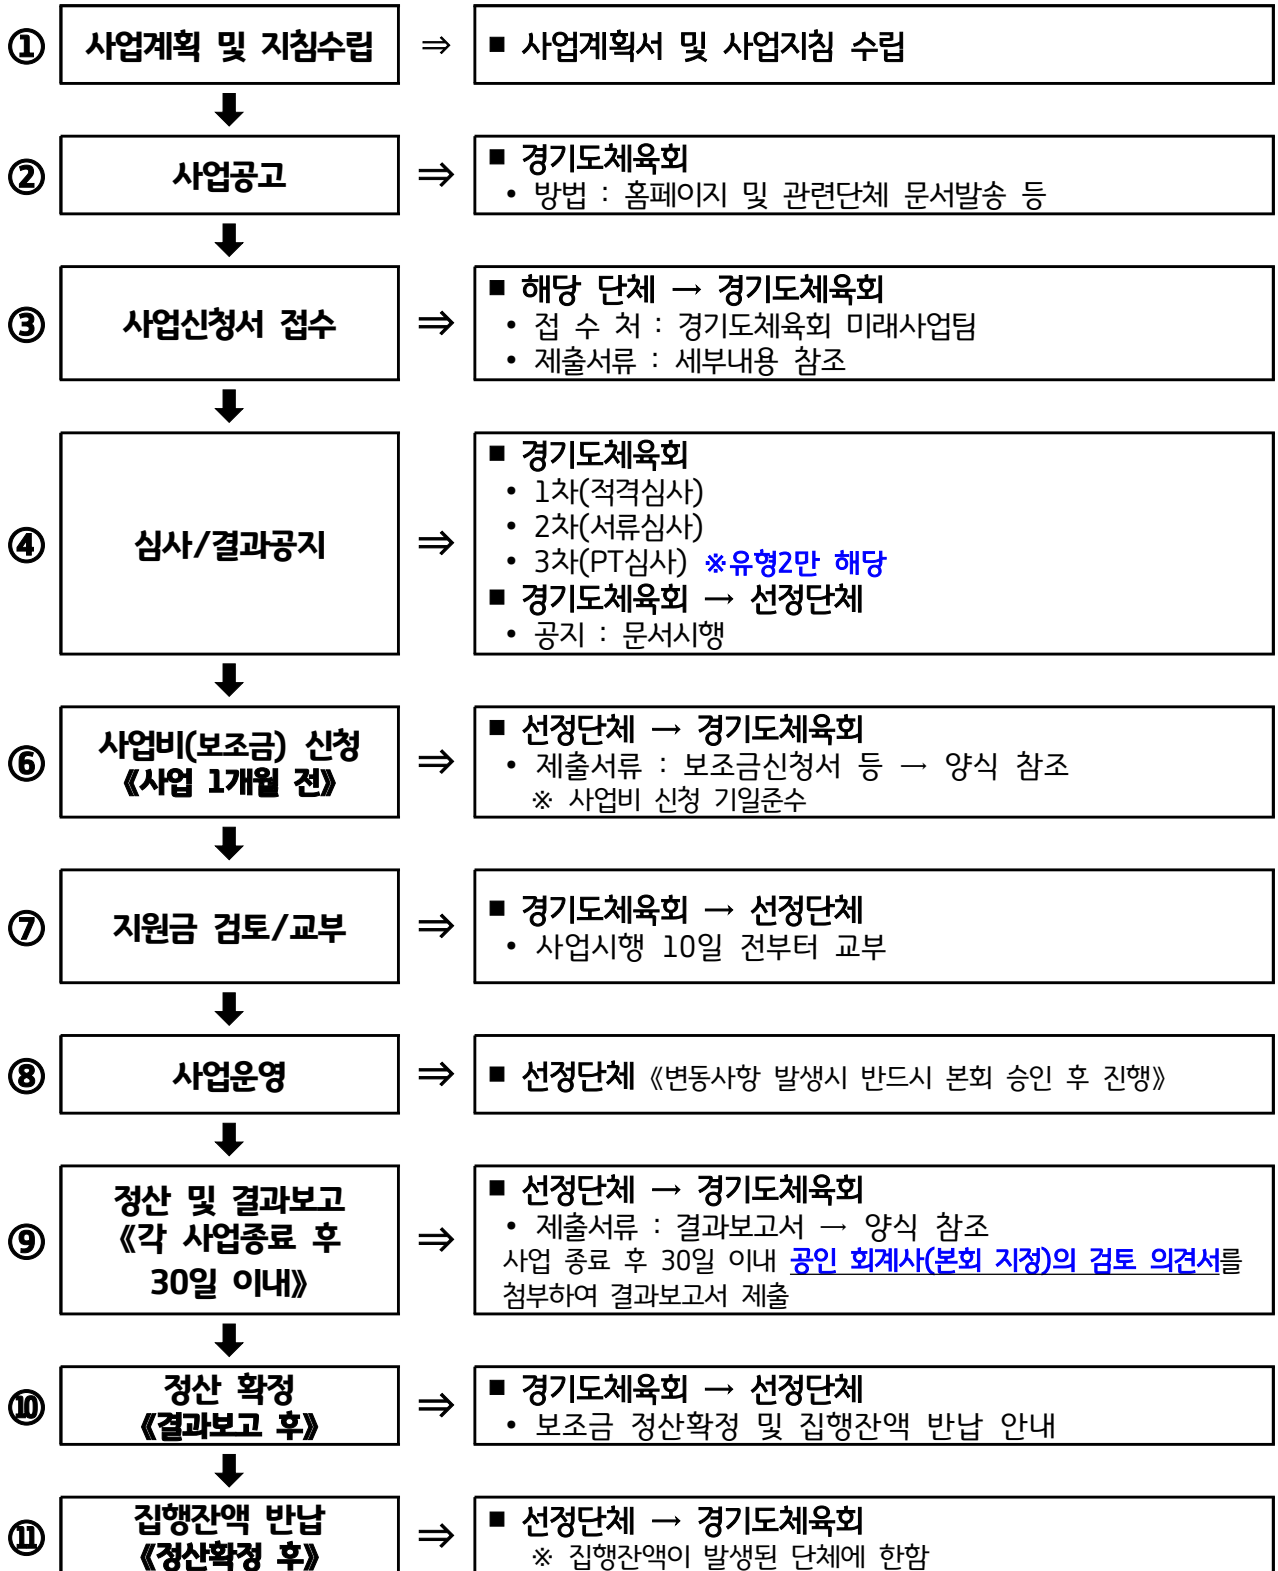 ① 사업계획 및 지침수립 ⇒ ■ 사업계획서 및 사업지침 수립
② 사업공고 ⇒ ■ 경기도체육회
• 방법 : 홈페이지 및 관련단체 문서발송 등
③ 사업신청서 접수 ⇒ ■ 해당 단체 → 경기도체육회
• 접 수 처 : 경기도체육회 미래사업팀
• 제출서류 : 세부내용 참조
④ 심사/결과공지 ⇒ ■ 경기도체육회
• 1차(적격심사)
• 2차(서류심사)
• 3차(PT심사) ※유형2만 해당
■ 경기도체육회 → 선정단체
• 공지 : 문서시행
⑥ 사업비(보조금) 신청
《사업 1개월 전》
⇒ ■ 선정단체 → 경기도체육회
• 제출서류 : 보조금신청서 등 → 양식 참조
※ 사업비 신청 기일준수
⑦ 지원금 검토/교부 ⇒ ■ 경기도체육회 → 선정단체
• 사업시행 10일 전부터 교부
⑧ 사업운영 ⇒ ■ 선정단체 《변동사항 발생시 반드시 본회 승인 후 진행》
⑨ 정산 및 결과보고
《각 사업종료 후
30일 이내》
⇒ ■ 선정단체 → 경기도체육회
• 제출서류 : 결과보고서 → 양식 참조
사업 종료 후 30일 이내 공인 회계사(본회 지정)의 검토 의견서를
첨부하여 결과보고서 제출
⑩ 정산 확정
《결과보고 후》
⇒ ■ 경기도체육회 → 선정단체
• 보조금 정산확정 및 집행잔액 반납 안내
⑪ 집행잔액 반납
《정산확정 후》
⇒ ■ 선정단체 → 경기도체육회
※ 집행잔액이 발생된 단체에 한함